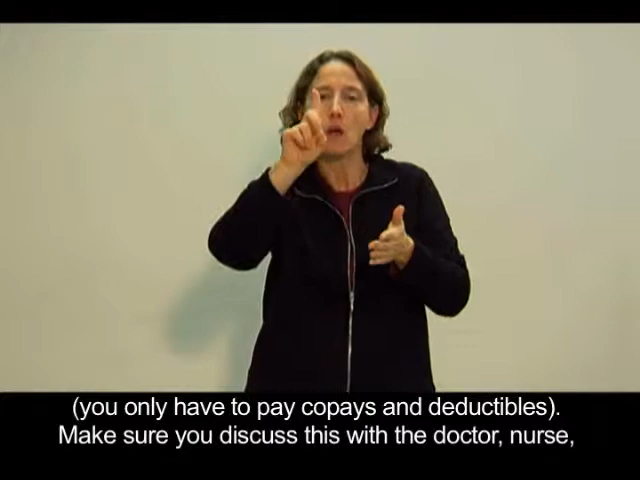 (you only have to pay copays and deductibles).
Make sure you discuss this with the doctor, nurse,